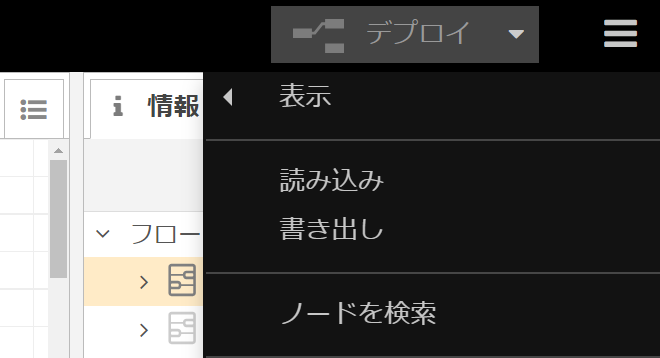 デプロイ
情報
表示
読み込み
書き出し
フロー
ノードを検索